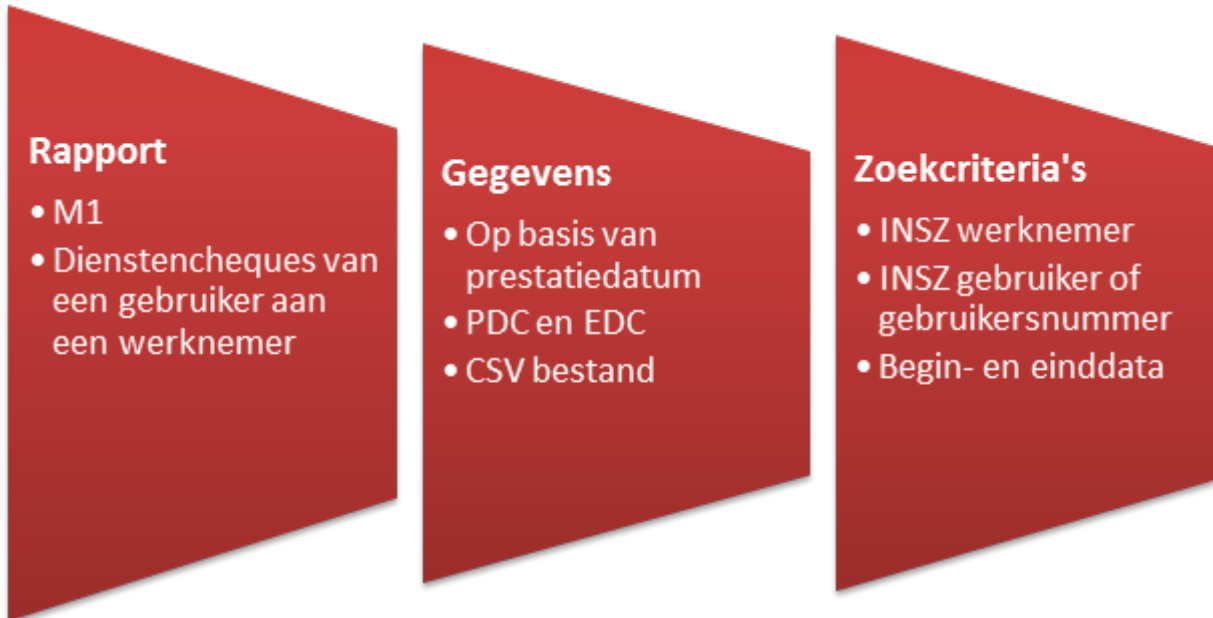 Rapport
• M1
• Dienstencheques van
een gebruiker aan
een werknemer
Gegevens
• Op basis van
prestatiedatum
• PDC en EDC
• CSV bestand
Zoekcriteria's
• INSZ werknemer
• INSZ gebruiker of
gebruikersnummer
• Begin- en einddata